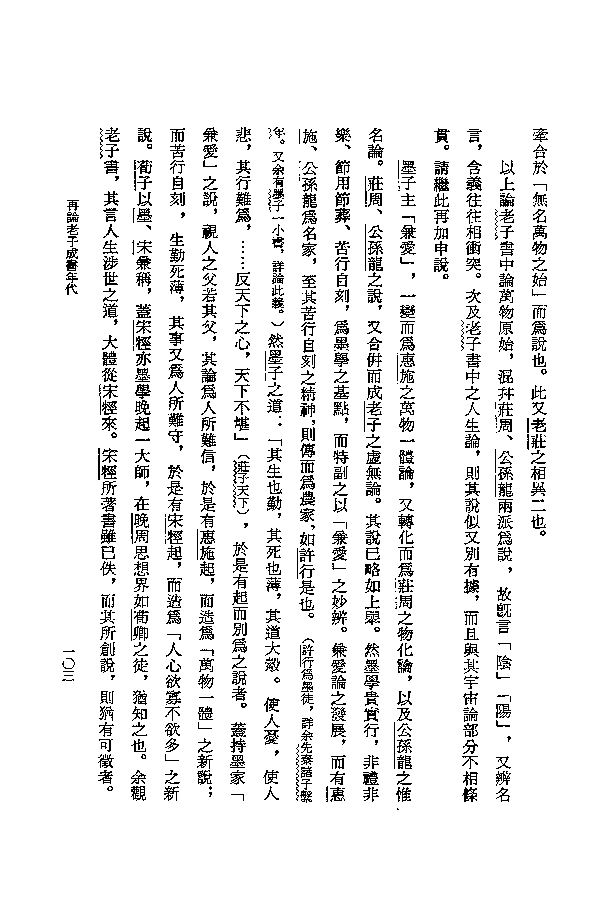 牽合於「無名萬物之始」而爲說也。此又老莊之相異二也。
以上論老子書中論萬物原始，混幷莊周、公孫龍兩派爲說，故旣言「陰」「陽」，又辨名
言，含義往往相衝突。次及老子書中之人生論，則其說似又別有據，而且與其宇宙論部分不相條
貫。請繼此再加申說。
墨子主「兼愛」，一變而爲惠施之萬物一體論，又轉化而爲莊周之物化論，以及公孫龍之惟
名論。莊周、公孫龍之說，又合倂而成老子之虛無論。其說已略如上舉。然墨學貴實行，非禮非
樂、節用節葬、苦行自刻，爲墨學之基點，而特副之以「兼愛」之妙辨。兼愛論之發展，而有惠
施、公孫龍爲名家，至其苦行自刻之精神，則傳而爲農家，如許行是也。（許行爲墨徒，詳余先秦諸子繫
年。又余有墨子一小書，詳論此義。）然墨子之道：「其生也勤，其死也薄，其道大觳。使人憂，使人
悲，其行難爲，……反天下之心，天下不堪」（莊子天下），於是有起而別爲之說者。蓋持墨家「
兼愛」之說，視人之父若其父，其論爲人所難信，於是有惠施起，而造爲「萬物一體」之新說；
而苦行自刻，生勤死薄，其事又爲人所難守，於是有宋牼起，而造爲「人心欲寡不欲多」之新
說。荀子以墨、宋兼稱，蓋宋牼亦墨學晚起一大師，在晚周思想界如荀卿之徒，猶知之也。余觀
老子書，其言人生涉世之道，大體從宋牼來。宋牼所著書雖已佚，而其所創說，則猶有可徵者。
再論老子成書年代
一〇三